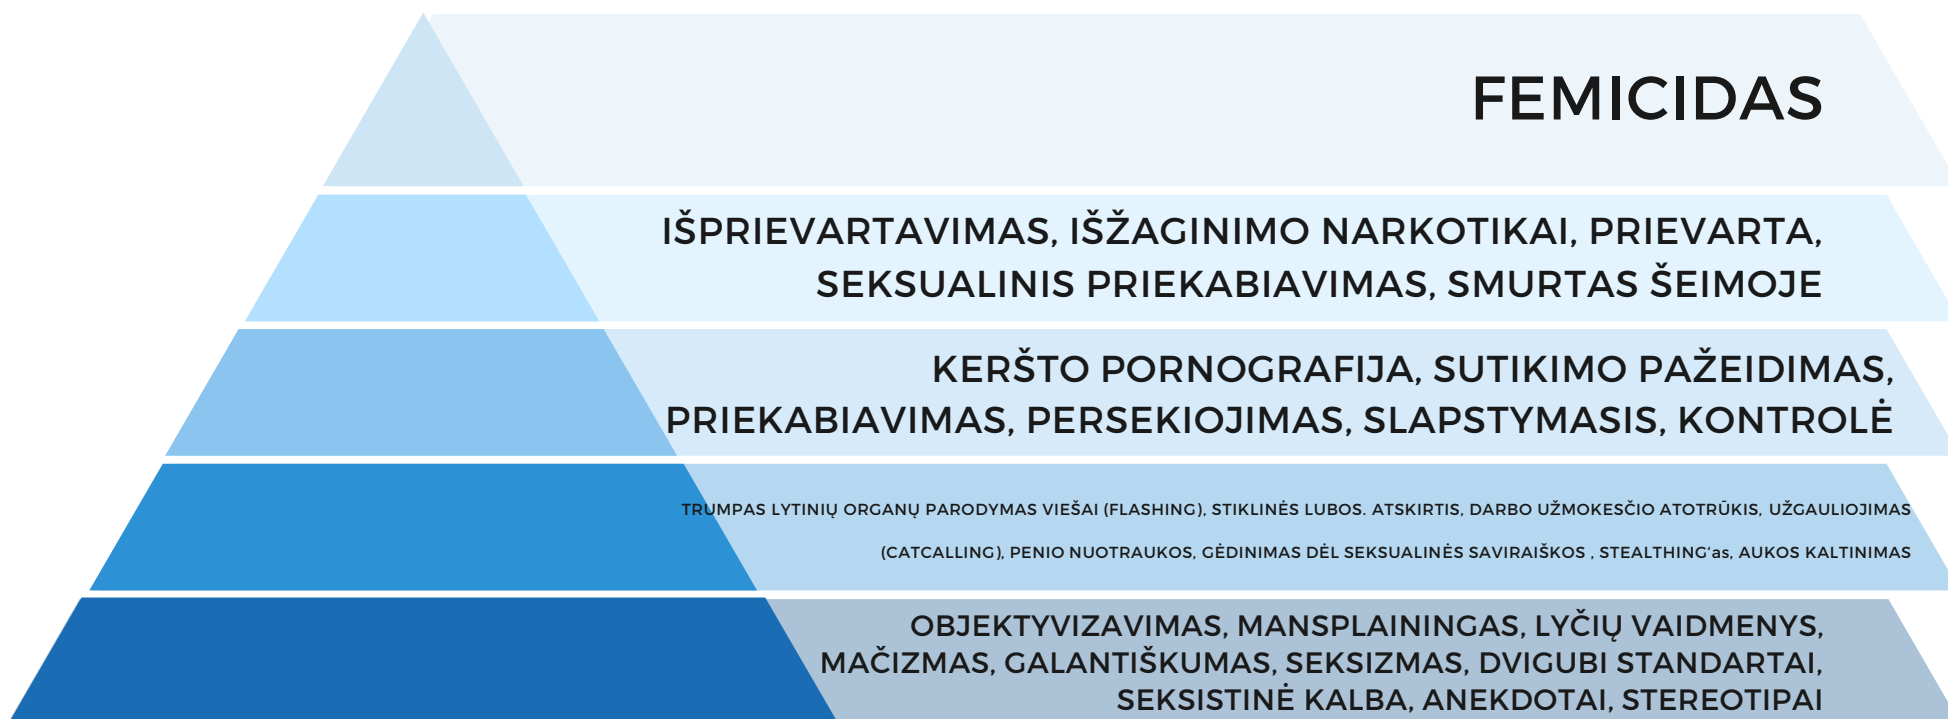 FEMICIDAS
IŠPRIEVARTAVIMAS, IŠŽAGINIMO NARKOTIKAI, PRIEVARTA,
SEKSUALINIS PRIEKABIAVIMAS, SMURTAS ŠEIMOJE
KERŠTO PORNOGRAFIJA, SUTIKIMO PAŽEIDIMAS,
PRIEKABIAVIMAS, PERSEKIOJIMAS, SLAPSTYMASIS, KONTROLĖ
TRUMPAS LYTINIŲ ORGANŲ PARODYMAS VIEŠAI (FLASHING), STIKLINĖS LUBOS. ATSKIRTIS, DARBO UŽMOKESČIO ATOTRŪKIS, UŽGAULIOJIMAS
(CATCALLING), PENIO NUOTRAUKOS, GĖDINIMAS DĖL SEKSUALINĖS SAVIRAIŠKOS , STEALTHING‘as, AUKOS KALTINIMAS
OBJEKTYVIZAVIMAS, MANSPLAININGAS, LYČIŲ VAIDMENYS,
MAČIZMAS, GALANTIŠKUMAS, SEKSIZMAS, DVIGUBI STANDARTAI,
SEKSISTINĖ KALBA, ANEKDOTAI, STEREOTIPAI